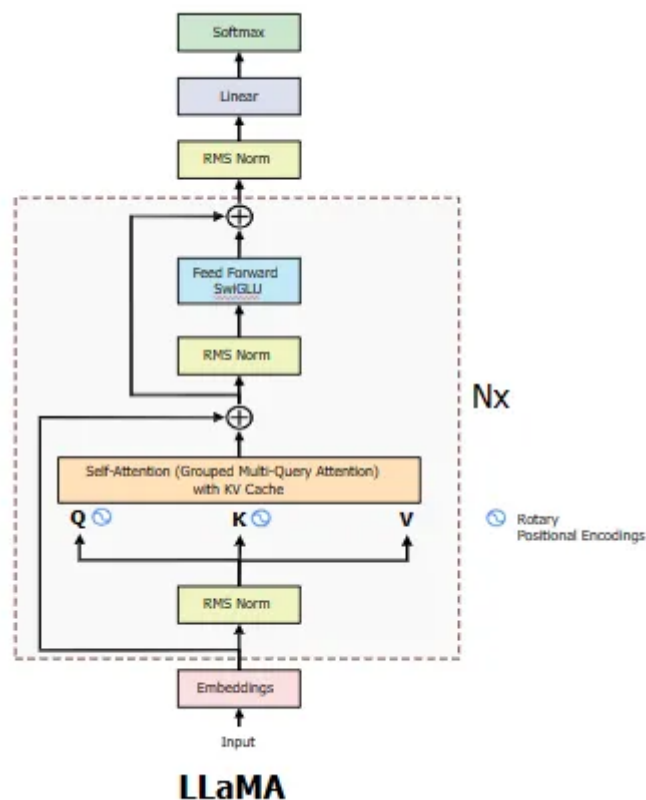 Softmax
Linear
RMS Norm
Feed Forward
SwiGLU
RMS Norm
Nx
Self-Attention (Grouped Multi-Query Attention)
with KV Cache
Q K V
Rotary
Positional Encodings
RMS Norm
Embeddings
Input
LLaMA